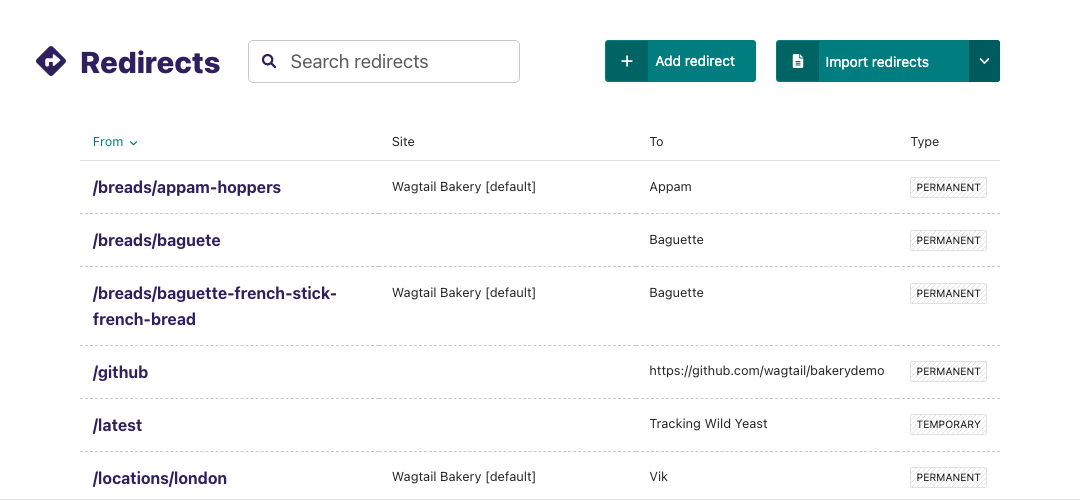 Redirects
Search redirects
Add redirect
Import redirects
From Site To Type
/breads/appam-hoppers Wagtail Bakery [default] Appam PERMANENT
/breads/baguete Baguette PERMANENT
/breads/baguette-french-stick- Wagtail Bakery [default] Baguette PERMANENT
french-bread
/github https://github.com/wagtail/bakerydemo PERMANENT
/latest Tracking Wild Yeast TEMPORARY
/locations/london Wagtail Bakery [default] Vik PERMANENT